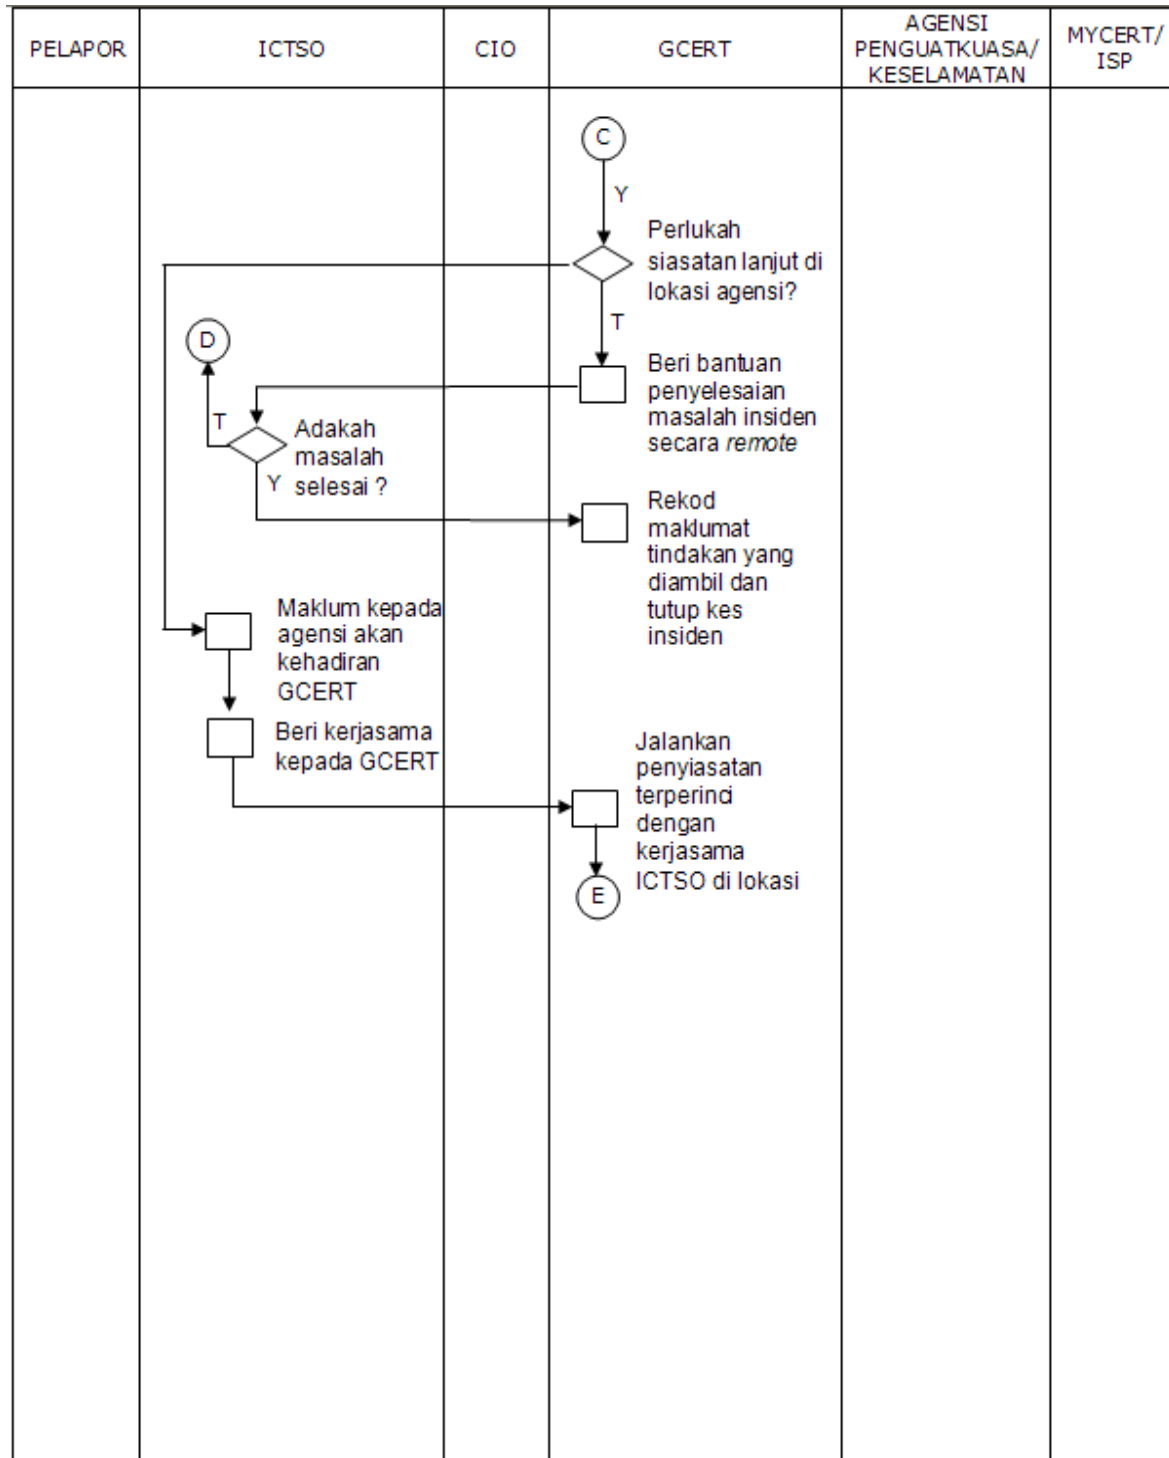 PELAPOR
ICTSO
CIO
GCERT
AGENSI
PENGUATKUASA/
KESELAMATAN
MYCERT/
ISP
C
Y
Perlukah
siasatan lanjut di
lokasi agensi?
T
D
Beri bantuan
penyelesaian
masalah insiden
secara remote
T
Adakah
masalah
selesai ?
Y
Rekod
maklumat
tindakan yang
diambil dan
tutup kes
insiden
Maklum kepada
agensi akan
kehadiran
GCERT
Beri kerjasama
kepada GCERT
Jalankan
penyiasatan
terperinci
dengan
kerjasama
ICTSO di lokasi
E